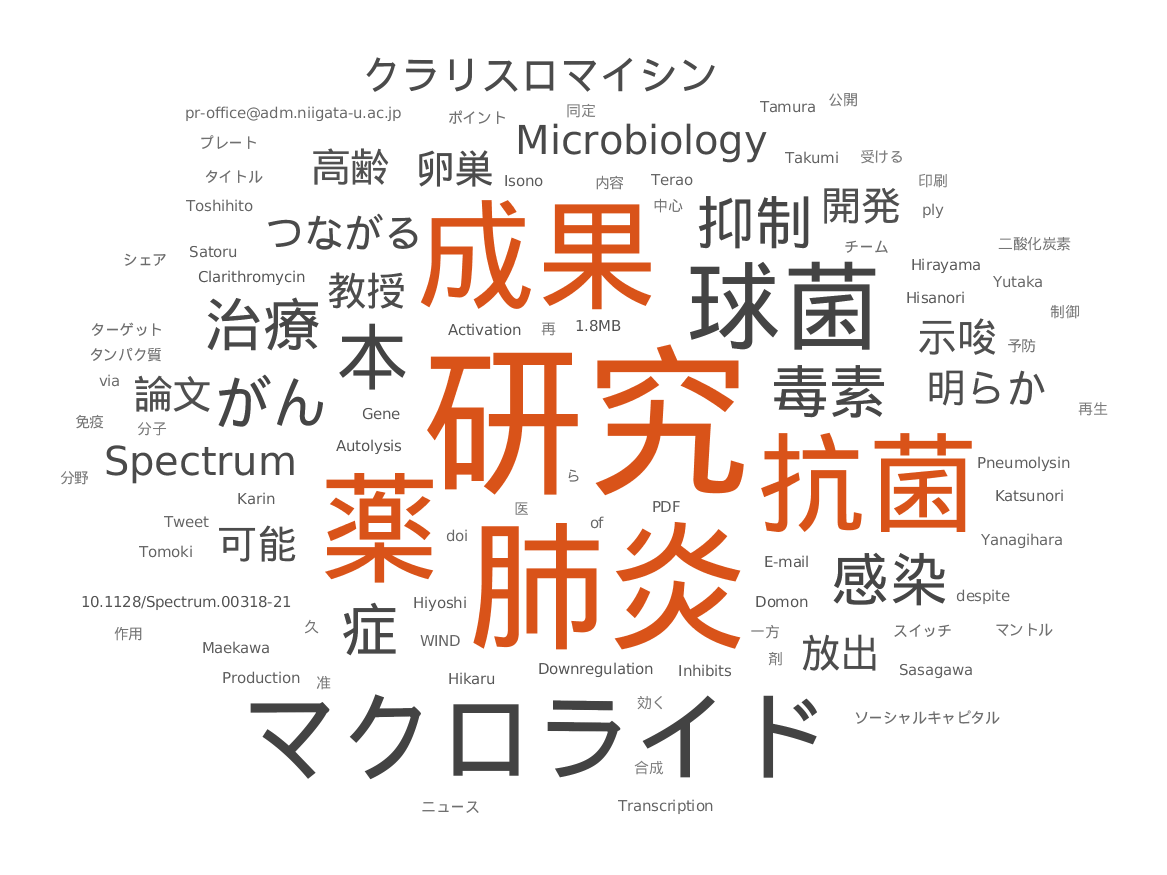 クラリスロマイシン
pr-office@adm.niigata-u.ac.jp
ポイント
同定
Tamura
公開
プレート
高齢
卵巣
Microbiology
Takumi
受ける
タイトル
Isono
内容
Terao
印刷
Toshihito
つながる
成果
中心
抑制
開発
ply
シェア
Satoru
チーム
二酸化炭素
Clarithromycin
教授
球菌
Hirayama
Yutaka
Hisanori
治療
制御
ターゲット
本
Activation
再
1.8MB
示唆
予防
タンパク質
via
論文
がん
研究
毒素
明らか
免疫
分子
Gene
再生
Autolysis
Spectrum
分野
ら
抗菌
Pneumolysin
Karin
薬
医
of
PDF
Katsunori
Tweet
可能
doi
Yanagihara
Tomoki
肺炎
E-mail
感染
10.1128/Spectrum.00318-21
Hiyoshi
Domon
despite
作用
久
症
WIND
一方
放出
スイッチ
マントル
Maekawa
剤
Production
准
Hikaru
Downregulation
Inhibits
Sasagawa
マクロライド
効く
ソーシャルキャピタル
合成
ニュース
Transcription